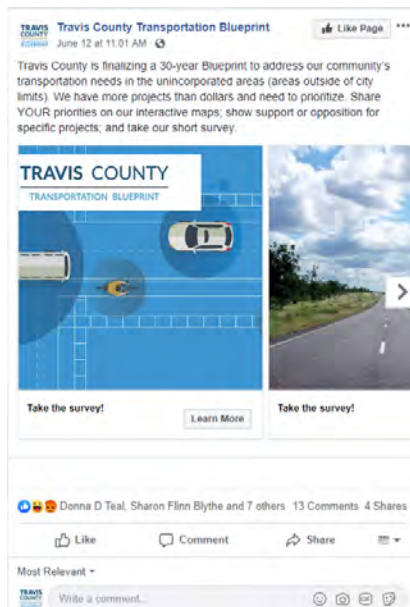 TRAVIS COUNTY
Travis County Transportation Blueprint
Like Page
June 12 at 11:01 AM
Travis County is finalizing a 30-year Blueprint to address our community's
transportation needs in the unincorporated areas (areas outside of city
limits). We have more projects than dollars and need to prioritize. Share
YOUR priorities on our interactive maps; show support or opposition for
specific projects; and take our short survey.
TRAVIS COUNTY
TRANSPORTATION BLUEPRINT
Take the survey!
Learn More
Take the survey!
Donna D Teal, Sharon Flinn Blythe and 7 others 13 Comments 4 Shares
Like Comment Share
Most Relevant
TRAVIS COUNTY
Write a comment...
GIF